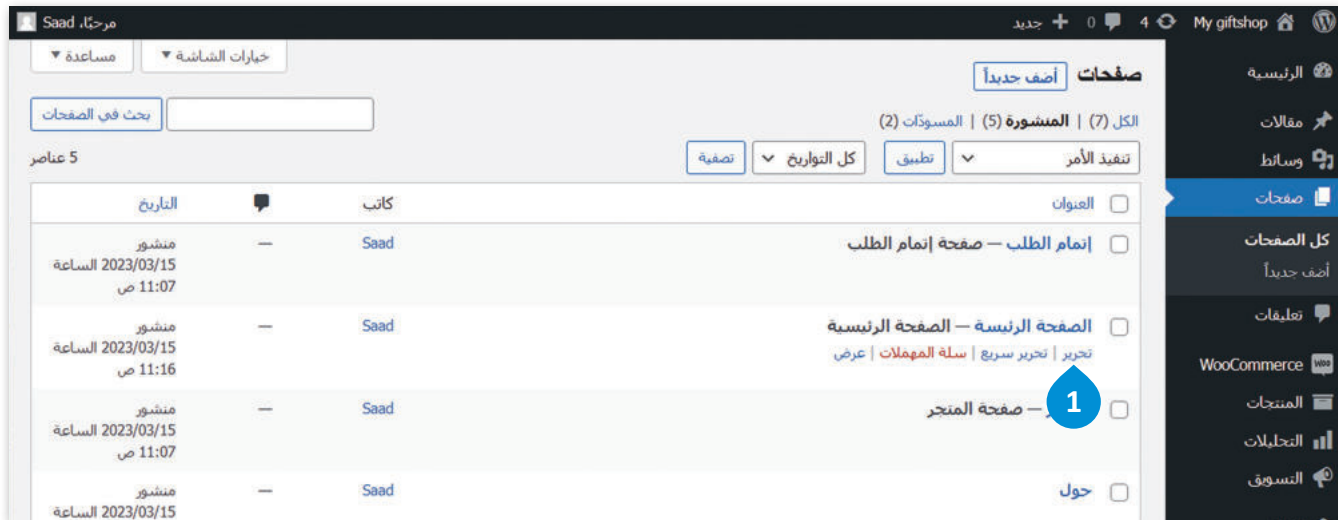 My giftshop 4 0 جديد مرحبًا، Saad
الرئيسية
مقالات
وسائط
صفحات
كل الصفحات
أضف جديداً
تعليقات
WooCommerce
المنتجات
التحليلات
التسويق
خيارات الشاشة مساعدة
صفحات أضف جديداً
الكل (7) | المنشورة (5) | المسودّات (2)
بحث في الصفحات
تنفيذ الأمر تطبيق كل التواريخ تصفية 5 عناصر
العنوان كاتب التاريخ
إتمام الطلب — صفحة إتمام الطلب Saad — منشور
2023/03/15 الساعة
11:07 ص
الصفحة الرئيسة — الصفحة الرئيسية Saad — منشور
تحرير | تحرير سريع | سلة المهملات | عرض 2023/03/15 الساعة
11:16 ص
1
— صفحة المتجر Saad — منشور
2023/03/15 الساعة
11:07 ص
حول Saad — منشور
2023/03/15 الساعة